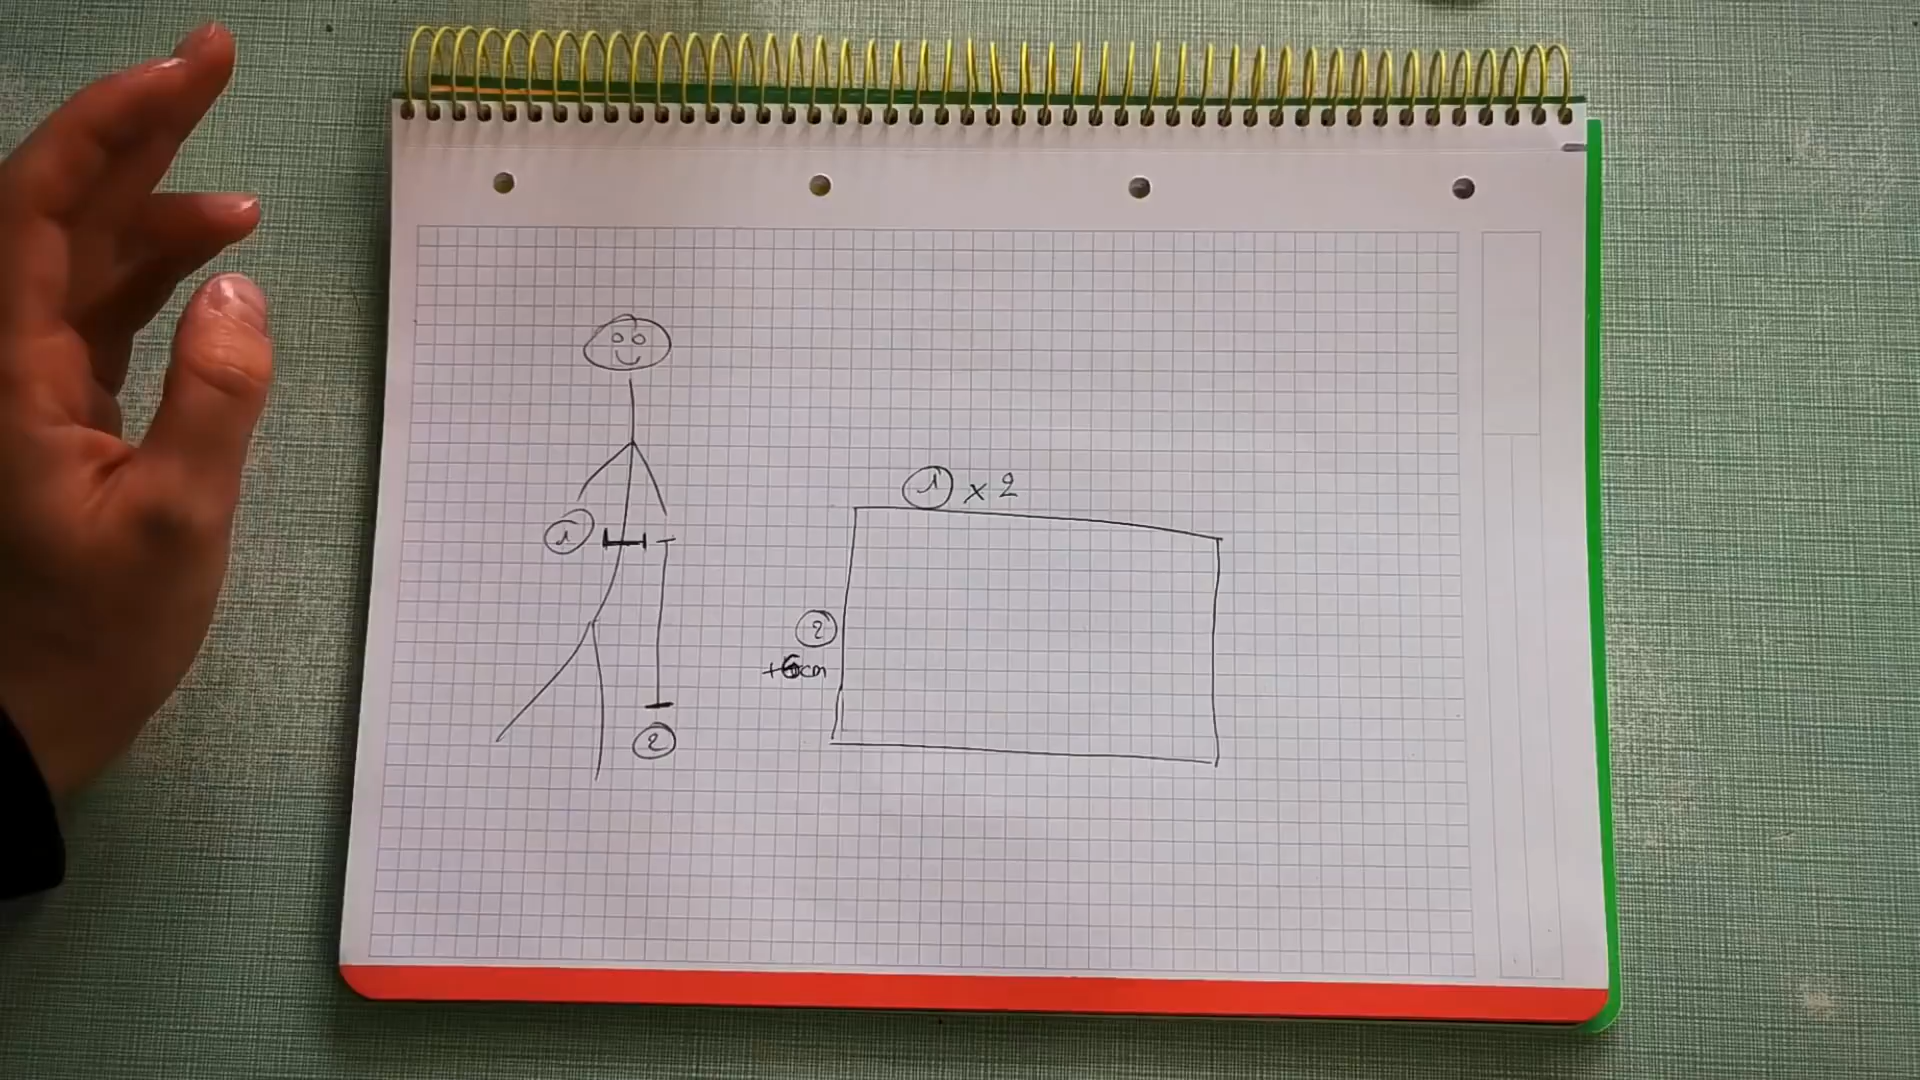 ① x 2
①
②
+6cm
②